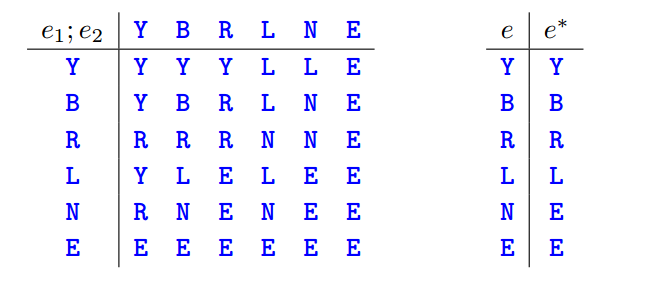 e₁; e₂ Y B R L N E e e*
Y Y Y Y L L E Y Y
B Y B R L N E B B
R R R R N N E R R
L Y L E L E E L L
N R N E N E E N E
E E E E E E E E E